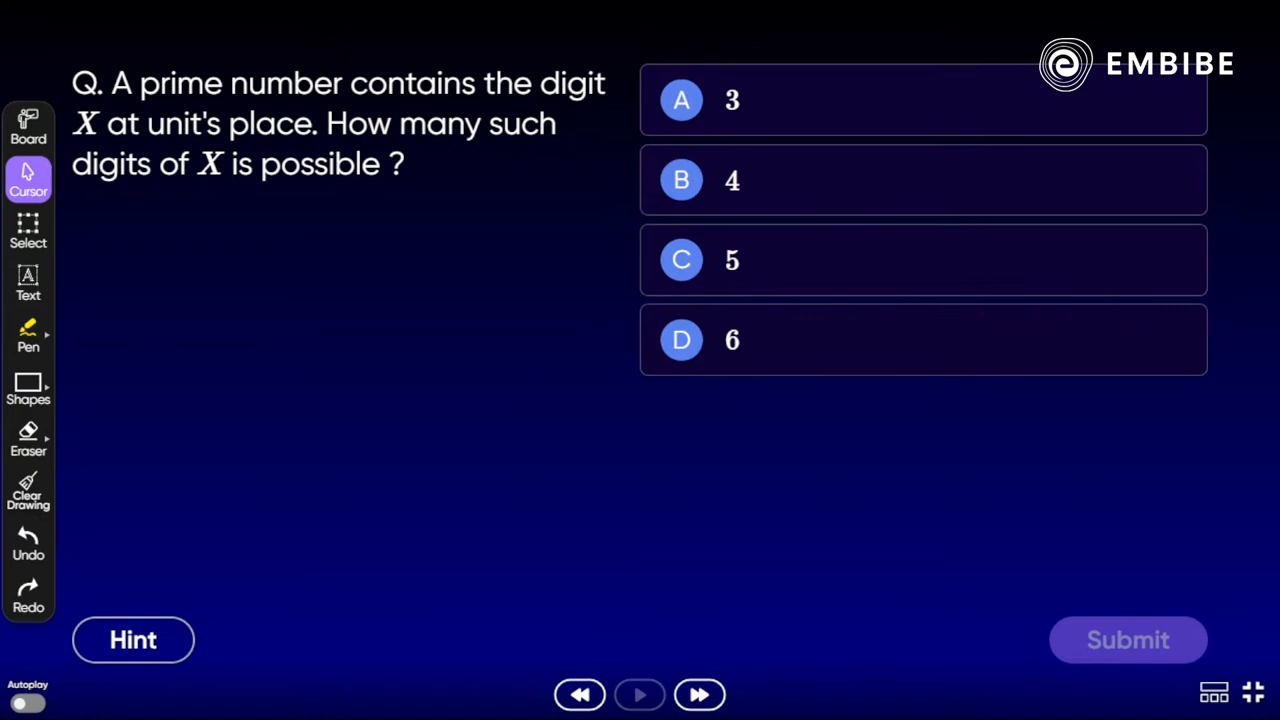 EMBIBE
Q. A prime number contains the digit
X at unit's place. How many such
digits of X is possible ?
A 3
B 4
C 5
D 6
Board
Cursor
Select
A
Text
Pen
Shapes
Eraser
Clear
Drawing
Undo
Redo
Hint
Submit
Autoplay